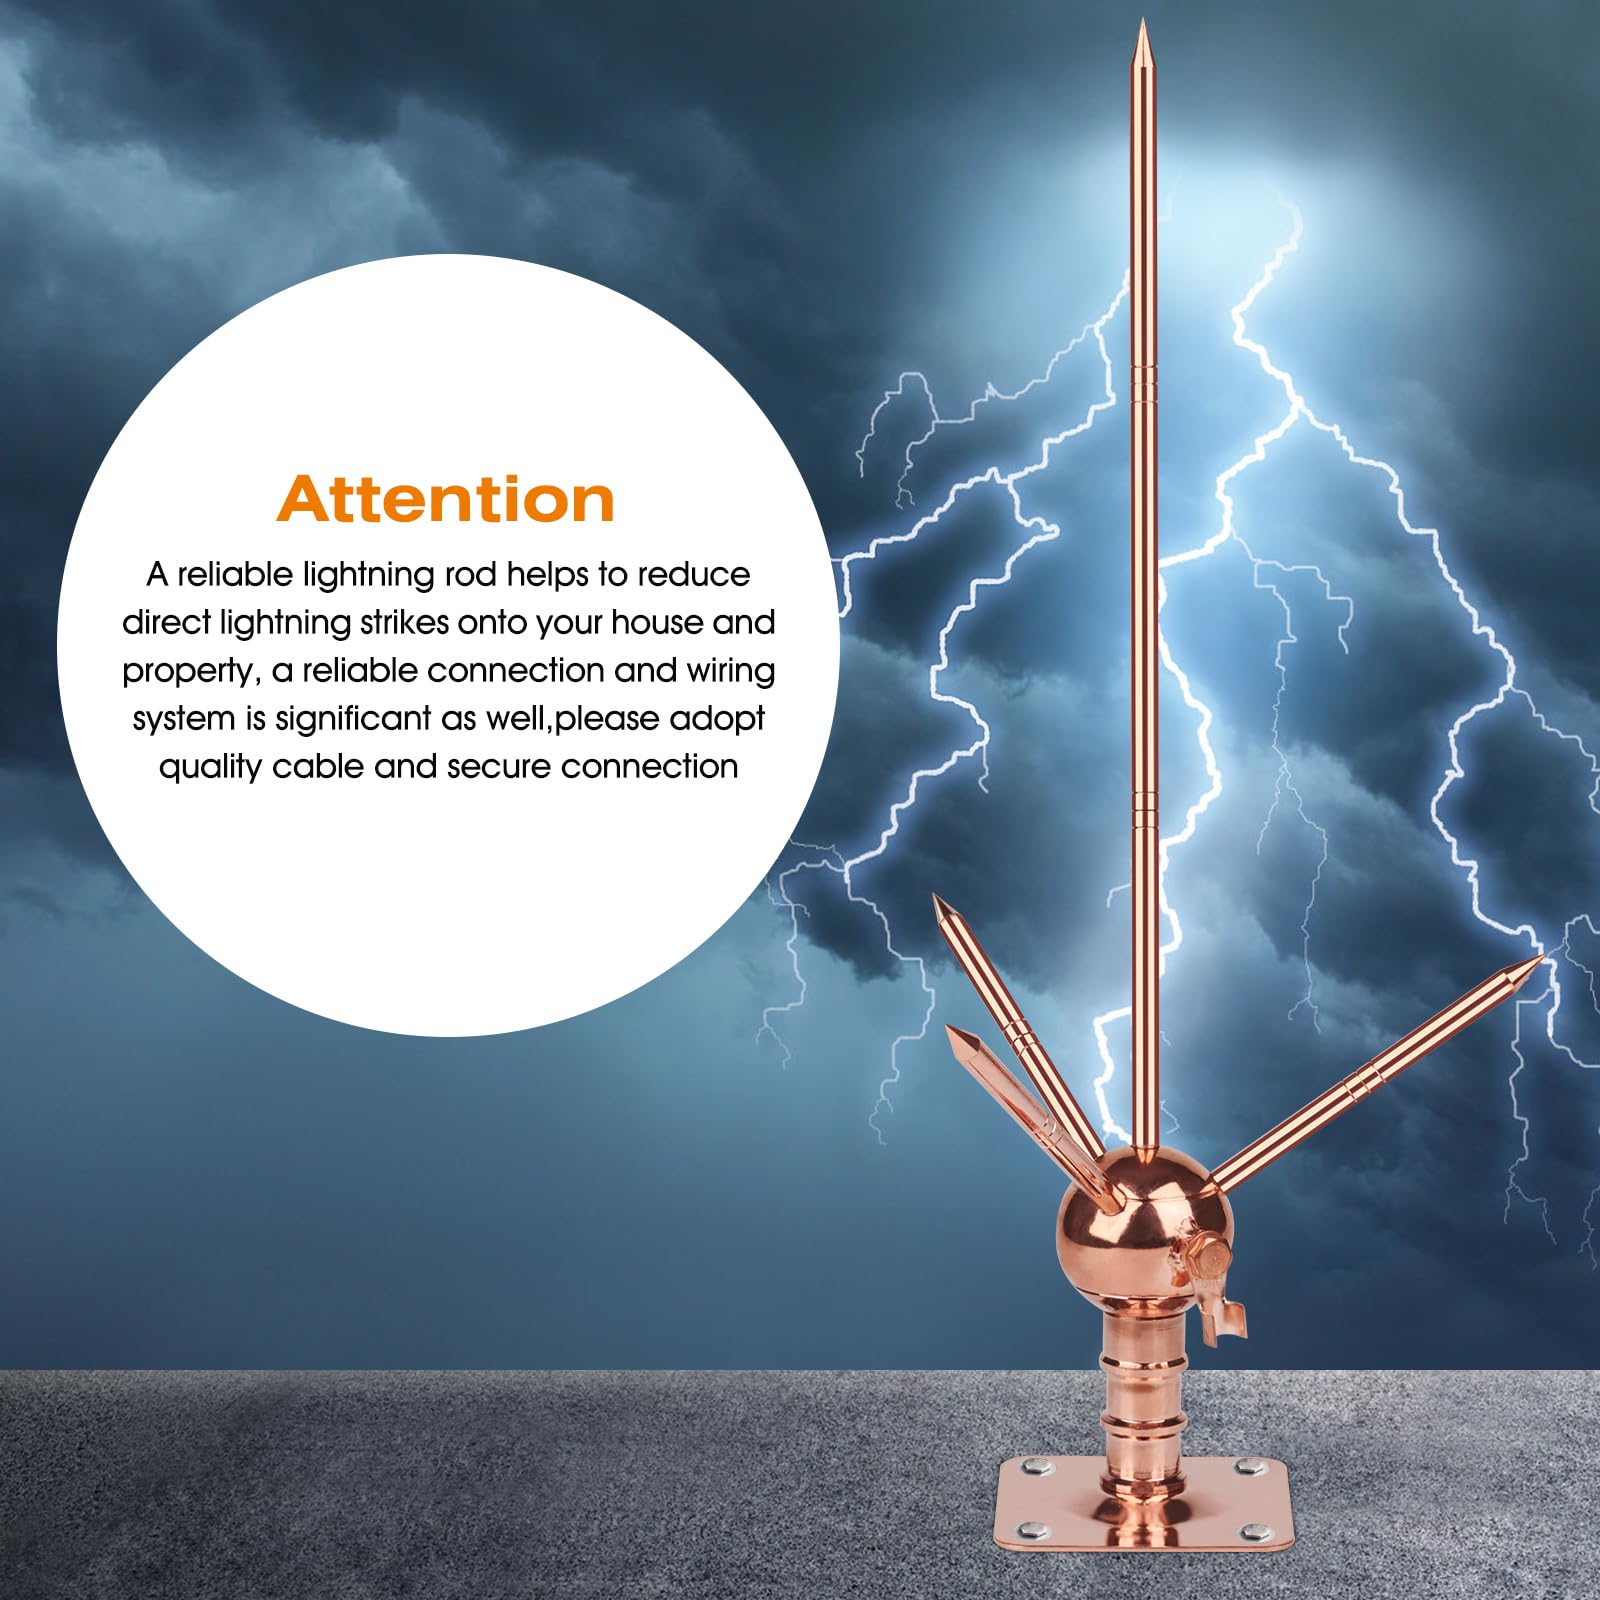 Attention
A reliable lightning rod helps to reduce
direct lightning strikes onto your house and
property, a reliable connection and wiring
system is significant as well,please adopt
quality cable and secure connection